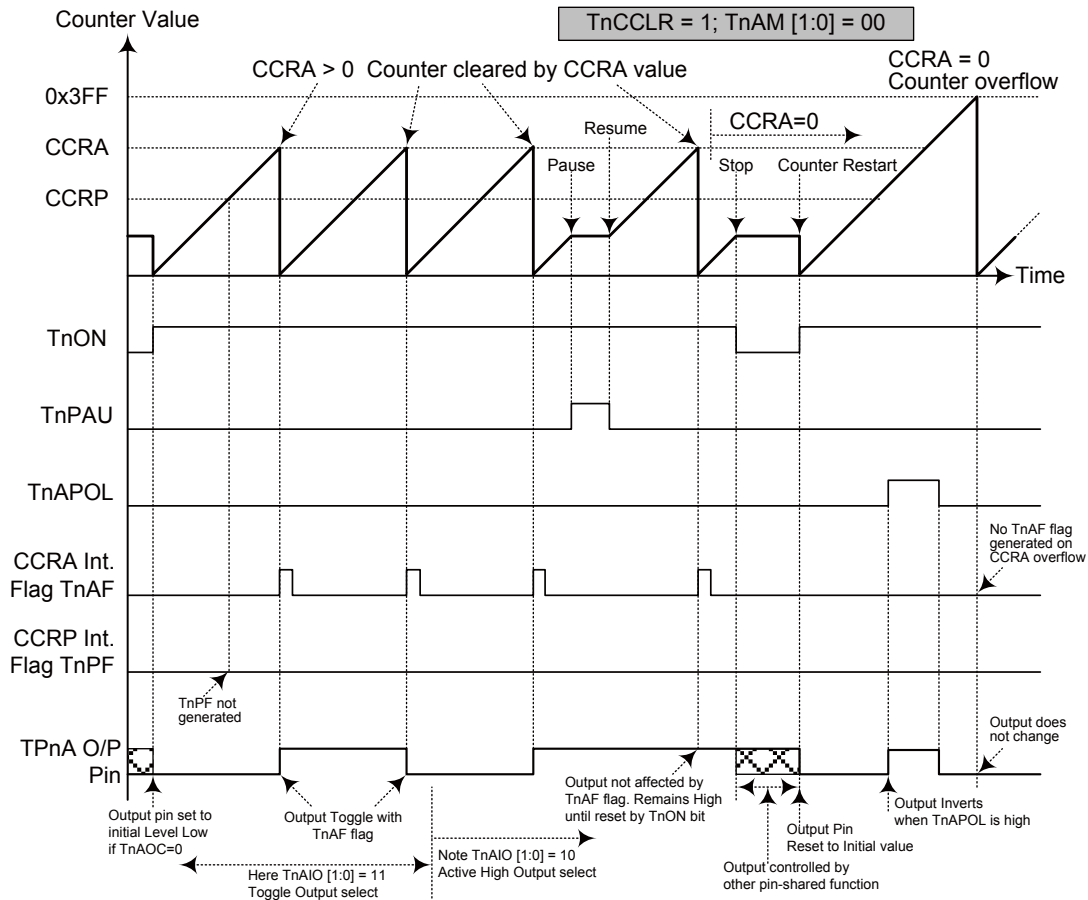 Counter Value
TnCCLR = 1; TnAM [1:0] = 00
CCRA > 0
Counter cleared by CCRA value
CCRA = 0
Counter overflow
0x3FF
CCRA
CCRP
Pause
Resume
CCRA=0
Stop
Counter Restart
Time
TnON
TnPAU
TnAPOL
CCRA Int.
Flag TnAF
No TnAF flag
generated on
CCRA overflow
CCRP Int.
Flag TnPF
TnPF not
generated
TPnA O/P
Pin
Output does
not change
Output pin set to
initial Level Low
if TnAOC=0
Output Toggle with
TnAF flag
Output not affected by
TnAF flag. Remains High
until reset by TnON bit
Output Pin
Reset to Initial value
Output Inverts
when TnAPOL is high
Here TnAIO [1:0] = 11
Toggle Output select
Note TnAIO [1:0] = 10
Active High Output select
Output controlled by
other pin-shared function